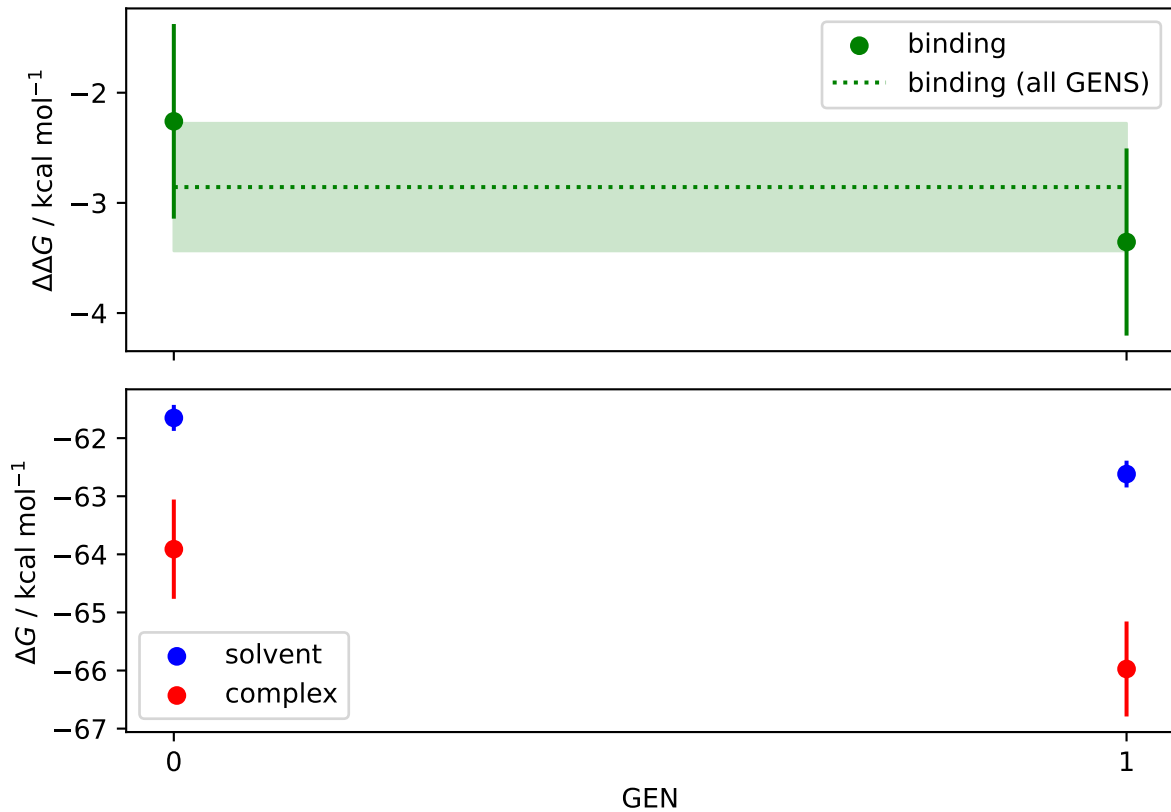 ΔΔG / kcal mol⁻¹
−2
−3
−4
binding
binding (all GENS)
ΔG / kcal mol⁻¹
−62
−63
−64
−65
−66
−67
solvent
complex
0
1
GEN